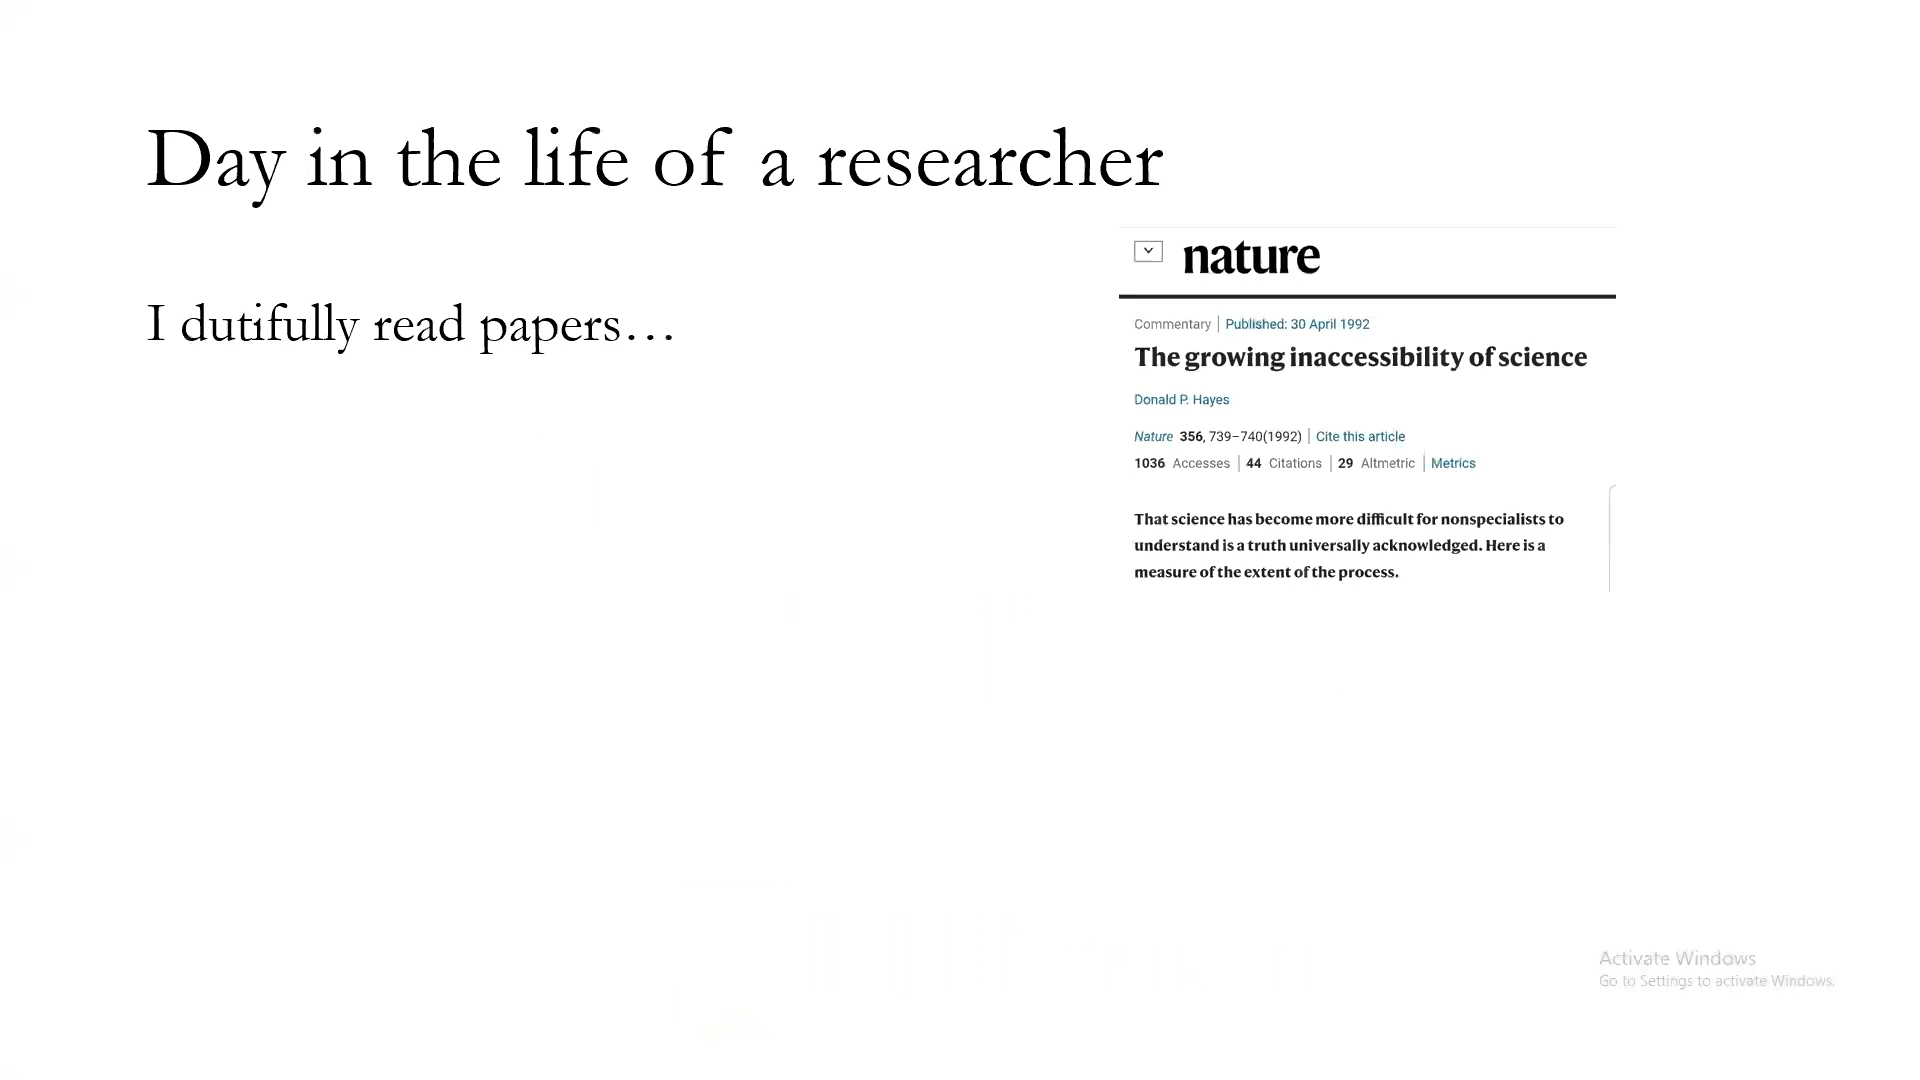 Day in the life of a researcher
I dutifully read papers…
nature
Commentary | Published: 30 April 1992
The growing inaccessibility of science
Donald P. Hayes
Nature 356, 739–740(1992) | Cite this article
1036 Accesses | 44 Citations | 29 Altmetric | Metrics
That science has become more difficult for nonspecialists to
understand is a truth universally acknowledged. Here is a
measure of the extent of the process.
Activate Windows
Go to Settings to activate Windows.